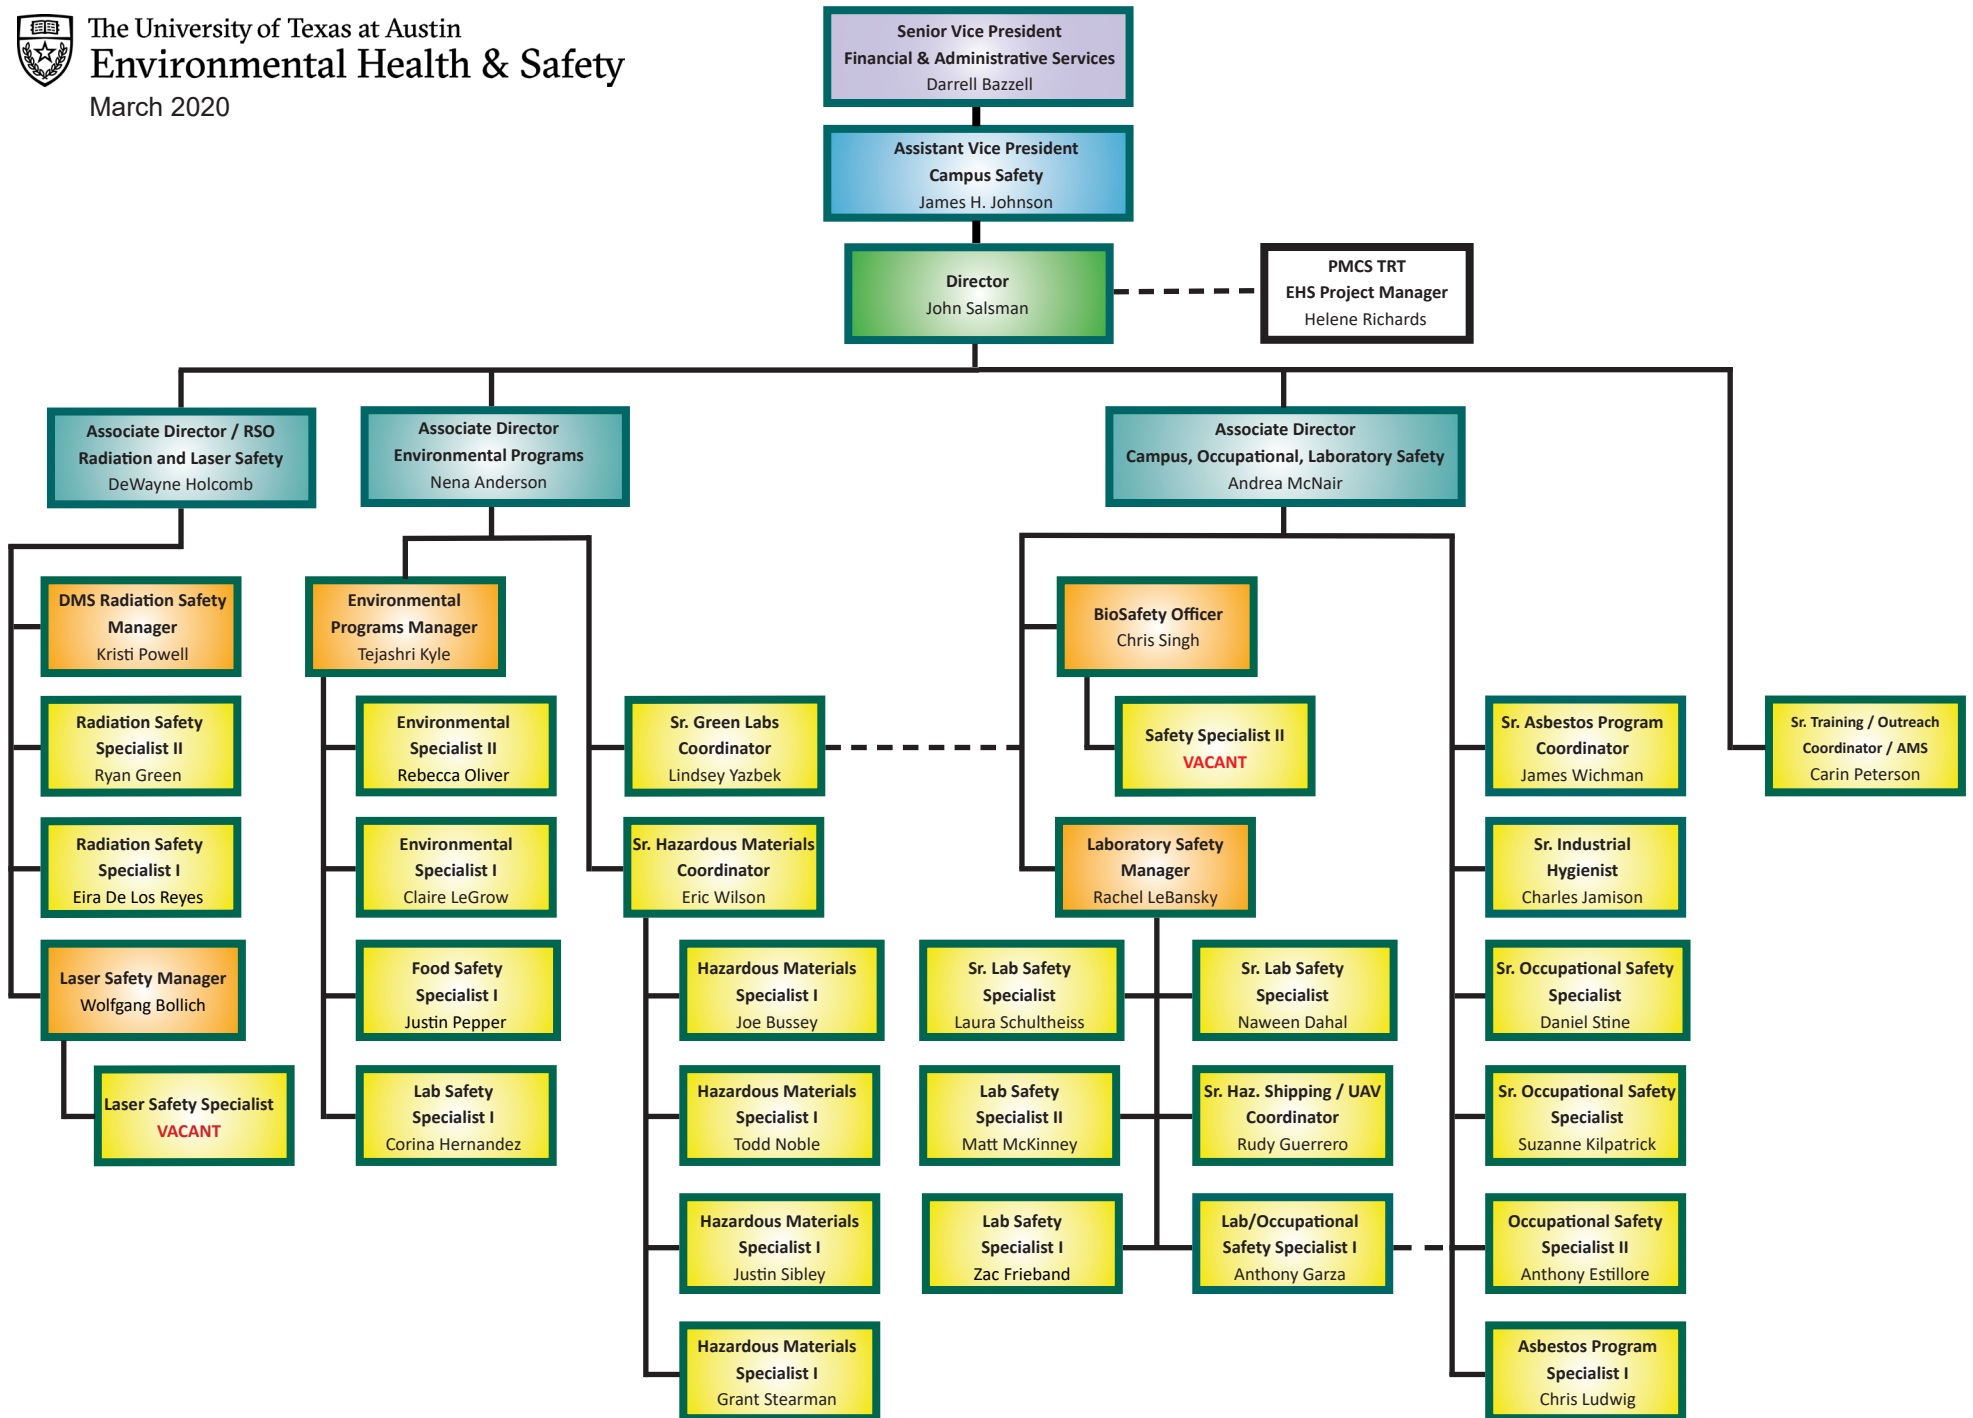 The University of Texas at Austin
Environmental Health & Safety
March 2020
Senior Vice President
Financial & Administrative Services
Darrell Bazzell
Assistant Vice President
Campus Safety
James H. Johnson
Director
John Salsman
PMCS TRT
EHS Project Manager
Helene Richards
Associate Director / RSO
Radiation and Laser Safety
DeWayne Holcomb
Associate Director
Environmental Programs
Nena Anderson
Associate Director
Campus, Occupational, Laboratory Safety
Andrea McNair
DMS Radiation Safety
Manager
Kristi Powell
Radiation Safety
Specialist II
Ryan Green
Radiation Safety
Specialist I
Eira De Los Reyes
Laser Safety Manager
Wolfgang Bollich
Laser Safety Specialist
VACANT
Environmental
Programs Manager
Tejashri Kyle
Environmental
Specialist II
Rebecca Oliver
Environmental
Specialist I
Claire LeGrow
Food Safety
Specialist I
Justin Pepper
Lab Safety
Specialist I
Corina Hernandez
Sr. Green Labs
Coordinator
Lindsey Yazbek
Sr. Hazardous Materials
Coordinator
Eric Wilson
Hazardous Materials
Specialist I
Joe Bussey
Hazardous Materials
Specialist I
Todd Noble
Hazardous Materials
Specialist I
Justin Sibley
Hazardous Materials
Specialist I
Grant Stearman
BioSafety Officer
Chris Singh
Safety Specialist II
VACANT
Laboratory Safety
Manager
Rachel LeBansky
Sr. Lab Safety
Specialist
Laura Schultheiss
Sr. Lab Safety
Specialist
Naween Dahal
Lab Safety
Specialist II
Matt McKinney
Sr. Haz. Shipping / UAV
Coordinator
Rudy Guerrero
Lab Safety
Specialist I
Zac Frieband
Lab/Occupational
Safety Specialist I
Anthony Garza
Sr. Asbestos Program
Coordinator
James Wichman
Sr. Industrial
Hygienist
Charles Jamison
Sr. Occupational Safety
Specialist
Daniel Stine
Sr. Occupational Safety
Specialist
Suzanne Kilpatrick
Occupational Safety
Specialist II
Anthony Estillore
Asbestos Program
Specialist I
Chris Ludwig
Sr. Training / Outreach
Coordinator / AMS
Carin Peterson